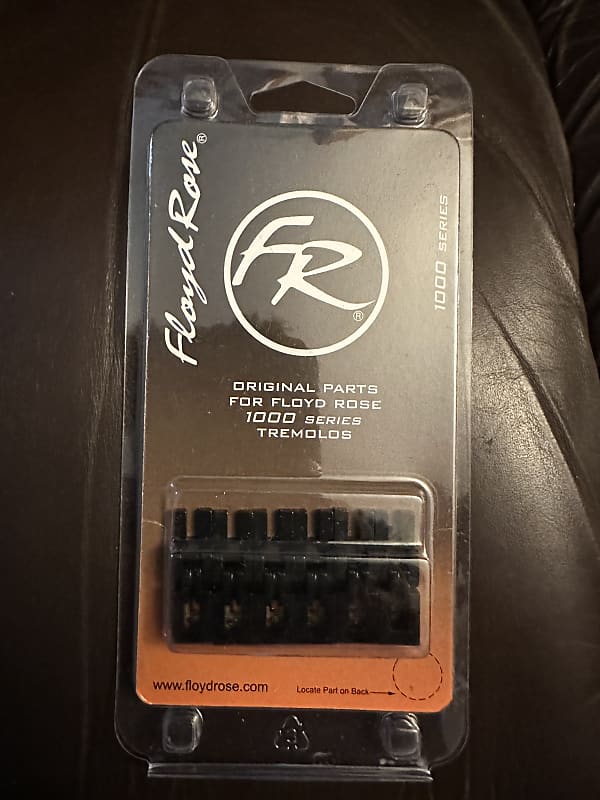 Floyd Rose®
FR®
1000 SERIES
ORIGINAL PARTS
FOR FLOYD ROSE
1000 SERIES
TREMOLOS
www.floydrose.com
Locate Part on Back